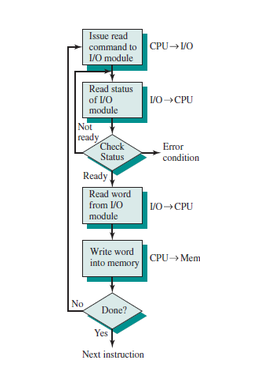 Issue read
command to
I/O module
CPU→I/O
Read status
of I/O
module
I/O→CPU
Not
ready
Check
Status
Error
condition
Ready
Read word
from I/O
module
I/O→CPU
Write word
into memory
CPU→Mem
No
Done?
Yes
Next instruction